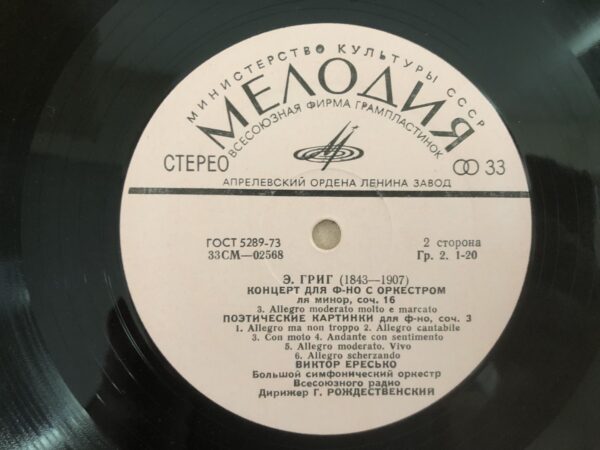 МИНИСТЕРСТВО КУЛЬТУРЫ СССР
МЕЛОДИЯ
ВСЕСОЮЗНАЯ ФИРМА ГРАМПЛАСТИНОК
СТЕРЕО
33
АПРЕЛЕВСКИЙ ОРДЕНА ЛЕНИНА ЗАВОД
ГОСТ 5289-73
33СМ—02568
2 сторона
Гр. 2. 1-20
Э. ГРИГ (1843—1907)
КОНЦЕРТ ДЛЯ Ф-НО С ОРКЕСТРОМ
ля минор, соч. 16
3. Allegro moderato molto e marcato
ПОЭТИЧЕСКИЕ КАРТИНКИ для ф-но, соч. 3
1. Allegro ma non troppo 2. Allegro cantabile
3. Con moto 4. Andante con sentimento
5. Allegro moderato. Vivo
6. Allegro scherzando
ВИКТОР ЕРЕСЬКО
Большой симфонический оркестр
Всесоюзного радио
Дирижер Г. РОЖДЕСТВЕНСКИЙ